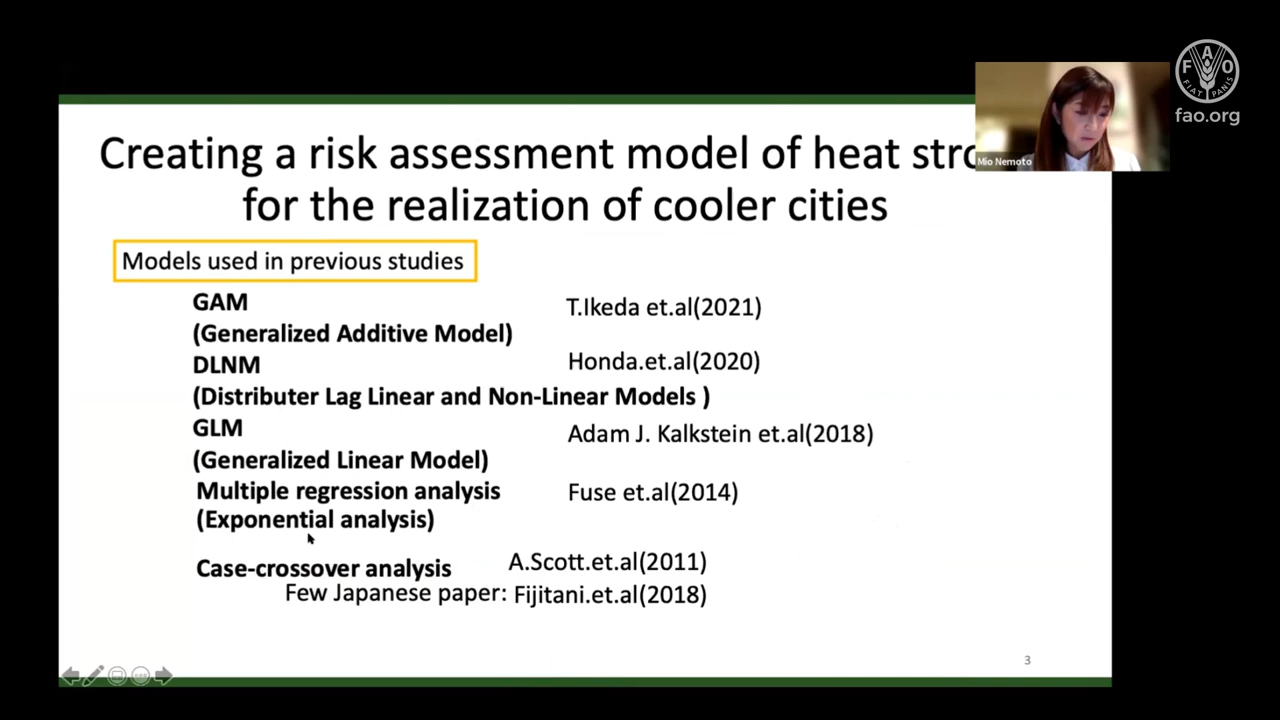 Creating a risk assessment model of heat stro
for the realization of cooler cities
Models used in previous studies
GAM
(Generalized Additive Model)
T.Ikeda et.al(2021)
DLNM
(Distributer Lag Linear and Non-Linear Models )
Honda.et.al(2020)
GLM
(Generalized Linear Model)
Adam J. Kalkstein et.al(2018)
Multiple regression analysis
(Exponential analysis)
Fuse et.al(2014)
Case-crossover analysis
A.Scott.et.al(2011)
Few Japanese paper: Fijitani.et.al(2018)
3
Mio Nemoto
F A O
FIAT PANIS
fao.org